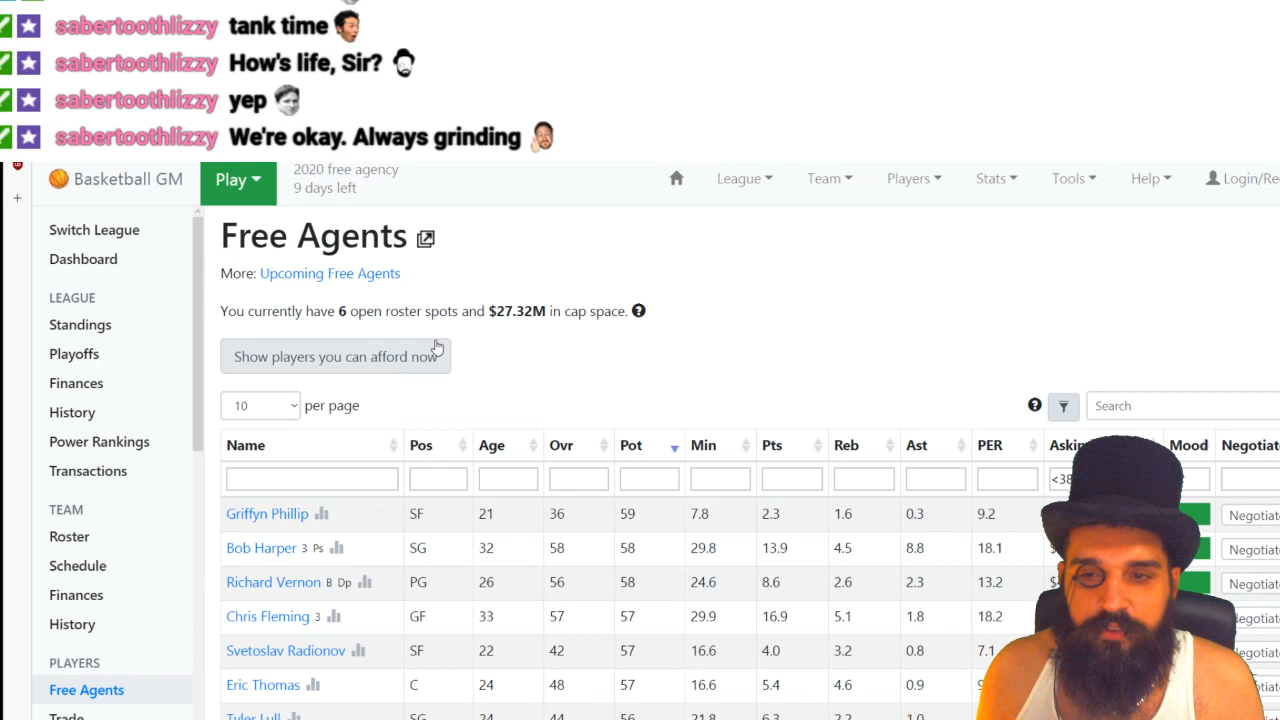 sabertoothlizzy tank time
sabertoothlizzy How's life, Sir?
sabertoothlizzy yep
sabertoothlizzy We're okay. Always grinding
Basketball GM Play 2020 free agency League Team Players Stats Tools Help Login/Re
9 days left
Switch League
Dashboard
LEAGUE
Standings
Playoffs
Finances
History
Power Rankings
Transactions
TEAM
Roster
Schedule
Finances
History
PLAYERS
Free Agents
Trade
Free Agents
More: Upcoming Free Agents
You currently have 6 open roster spots and $27.32M in cap space.
Show players you can afford now
10 per page Search
Name Pos Age Ovr Pot Min Pts Reb Ast PER Askin Mood Negotiat
<38
Griffyn Phillip SF 21 36 59 7.8 2.3 1.6 0.3 9.2 Negotiate
Bob Harper 3 Ps SG 32 58 58 29.8 13.9 4.5 8.8 18.1 Negotiate
Richard Vernon B Dp PG 26 56 58 24.6 8.6 2.6 2.3 13.2 Negotiate
Chris Fleming 3 GF 33 57 57 29.9 16.9 5.1 1.8 18.2 egotiate
Svetoslav Radionov SF 22 42 57 16.6 4.0 3.2 0.8 7.1 egotiate
Eric Thomas C 24 48 57 16.6 5.4 4.6 0.9 egotiate
Tyler Lull SG 24 44 56 21.8 6.3 2.2 1.0